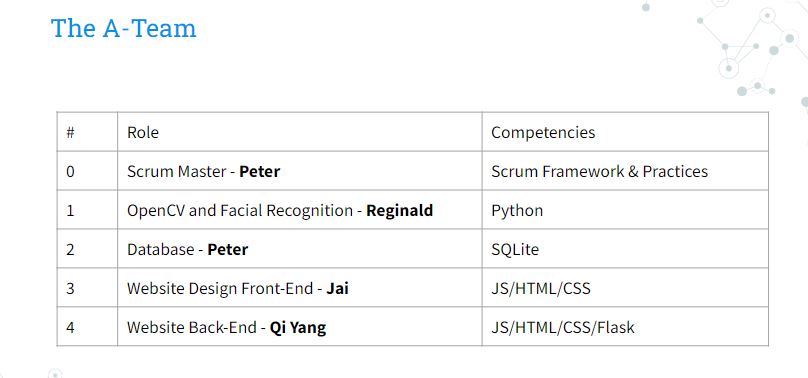 The A-Team
# Role Competencies
0 Scrum Master - Peter Scrum Framework & Practices
1 OpenCV and Facial Recognition - Reginald Python
2 Database - Peter SQLite
3 Website Design Front-End - Jai JS/HTML/CSS
4 Website Back-End - Qi Yang JS/HTML/CSS/Flask